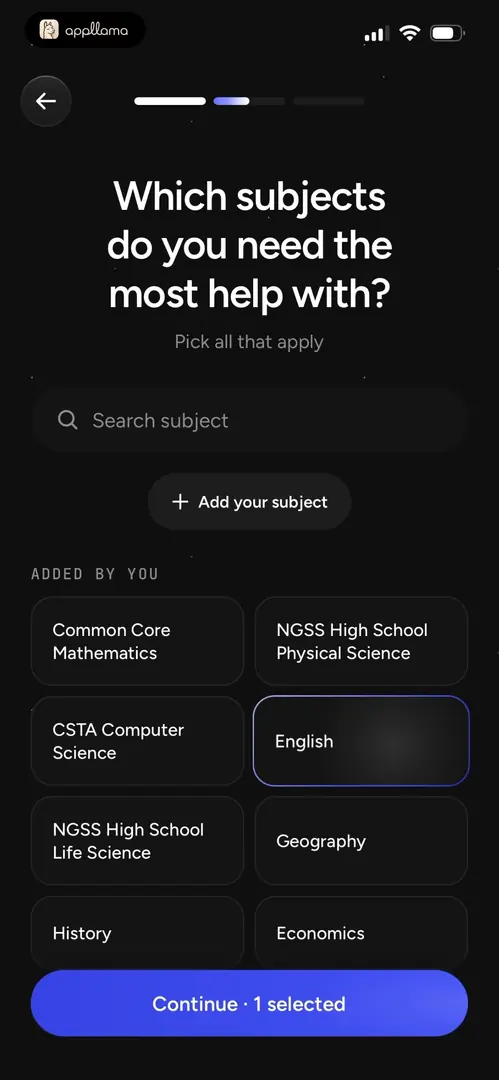 appllama
Which subjects
do you need the
most help with?
Pick all that apply
Search subject
+ Add your subject
ADDED BY YOU
Common Core
Mathematics
NGSS High School
Physical Science
CSTA Computer
Science
English
NGSS High School
Life Science
Geography
History
Economics
Continue · 1 selected